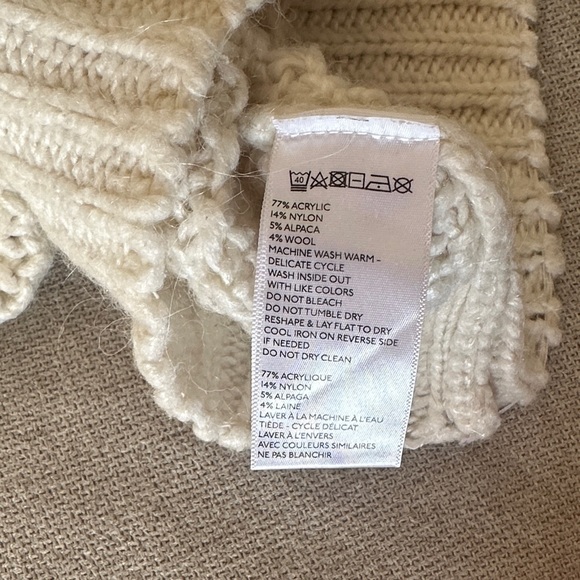 40
77% ACRYLIC
14% NYLON
5% ALPACA
4% WOOL
MACHINE WASH WARM –
DELICATE CYCLE
WASH INSIDE OUT
WITH LIKE COLORS
DO NOT BLEACH
DO NOT TUMBLE DRY
RESHAPE & LAY FLAT TO DRY
COOL IRON ON REVERSE SIDE
IF NEEDED
DO NOT DRY CLEAN
77% ACRYLIQUE
14% NYLON
5% ALPAGA
4% LAINE
LAVER À LA MACHINE À L'EAU
TIÈDE – CYCLE DÉLICAT
LAVER À L'ENVERS
AVEC COULEURS SIMILAIRES
NE PAS BLANCHIR